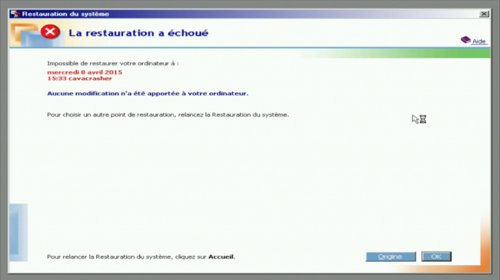 Restauration du système
La restauration a échoué
Aide
Impossible de restaurer votre ordinateur à :
mercredi 8 avril 2015
15:33 cavacrasher
Aucune modification n'a été apportée à votre ordinateur.
Pour choisir un autre point de restauration, relancez la Restauration du système.
Pour relancer la Restauration du système, cliquez sur Accueil.
Origine
OK